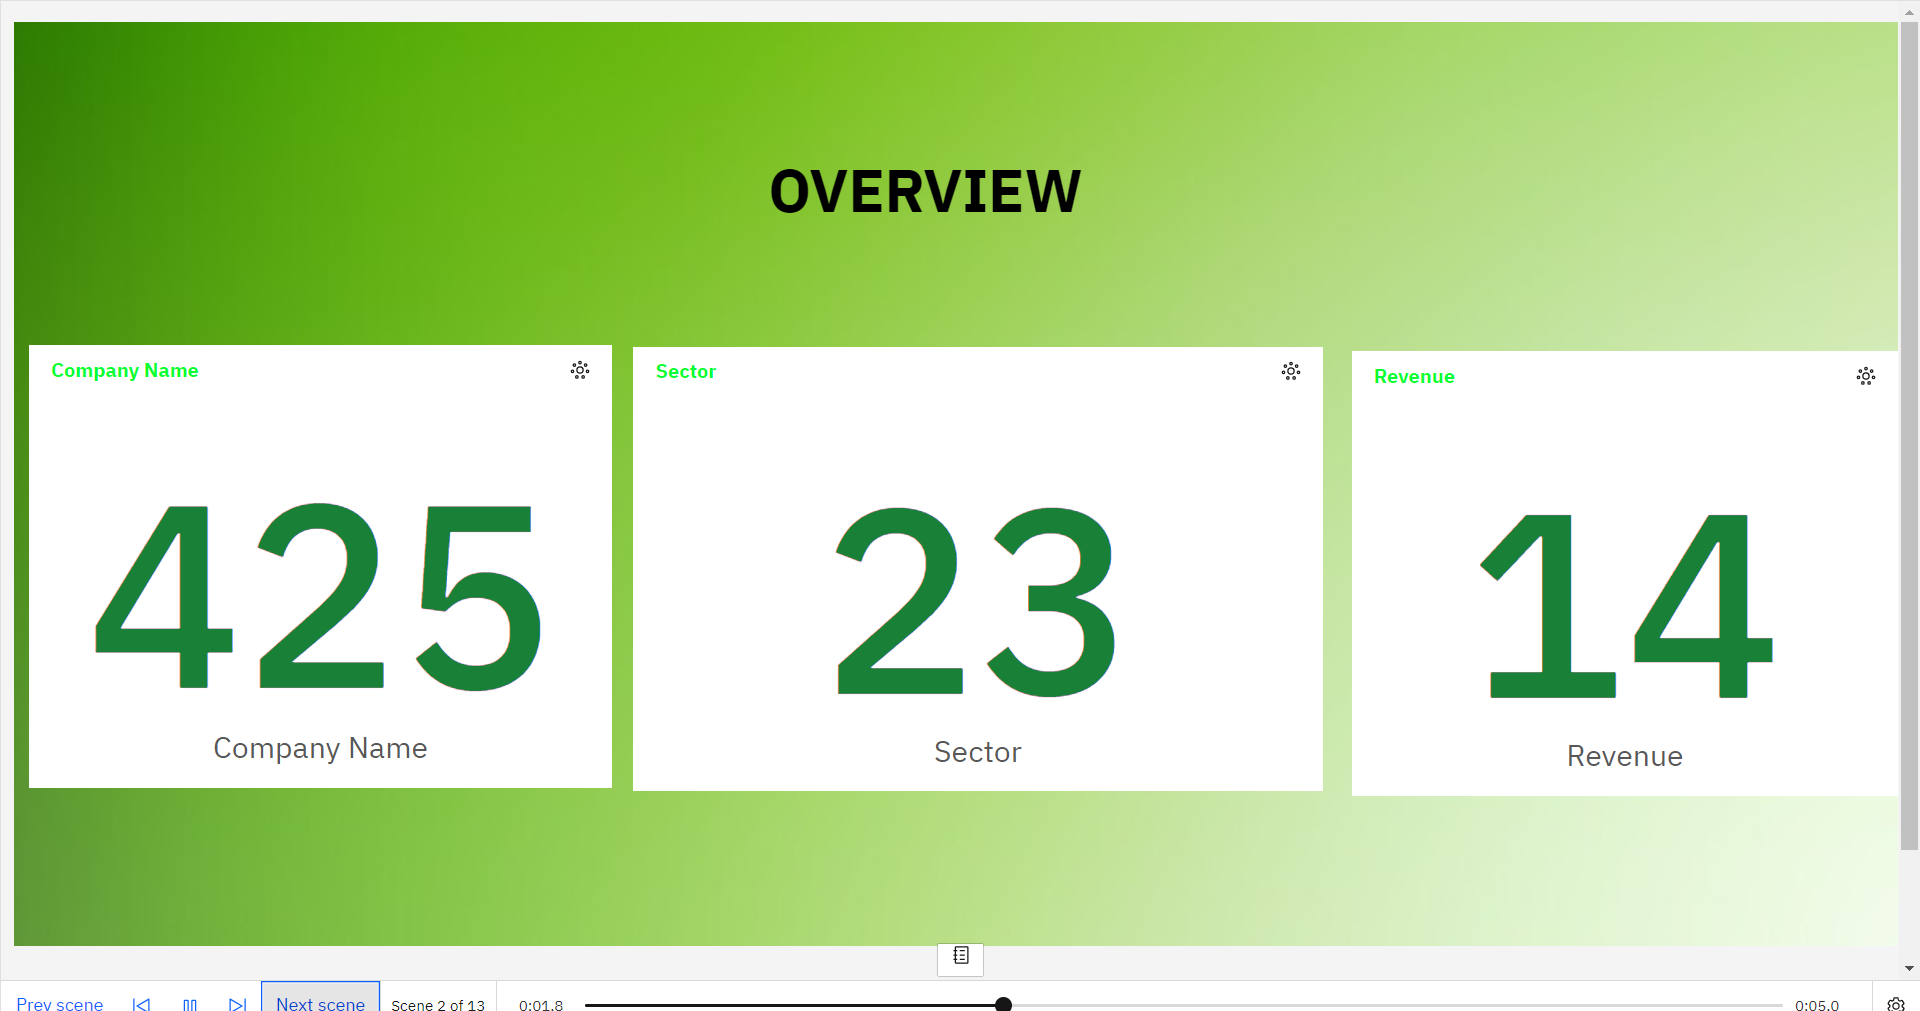 OVERVIEW
Company Name
425
Company Name
Sector
23
Sector
Revenue
14
Revenue
Prev scene
Next scene
Scene 2 of 13
0:01.8
0:05.0